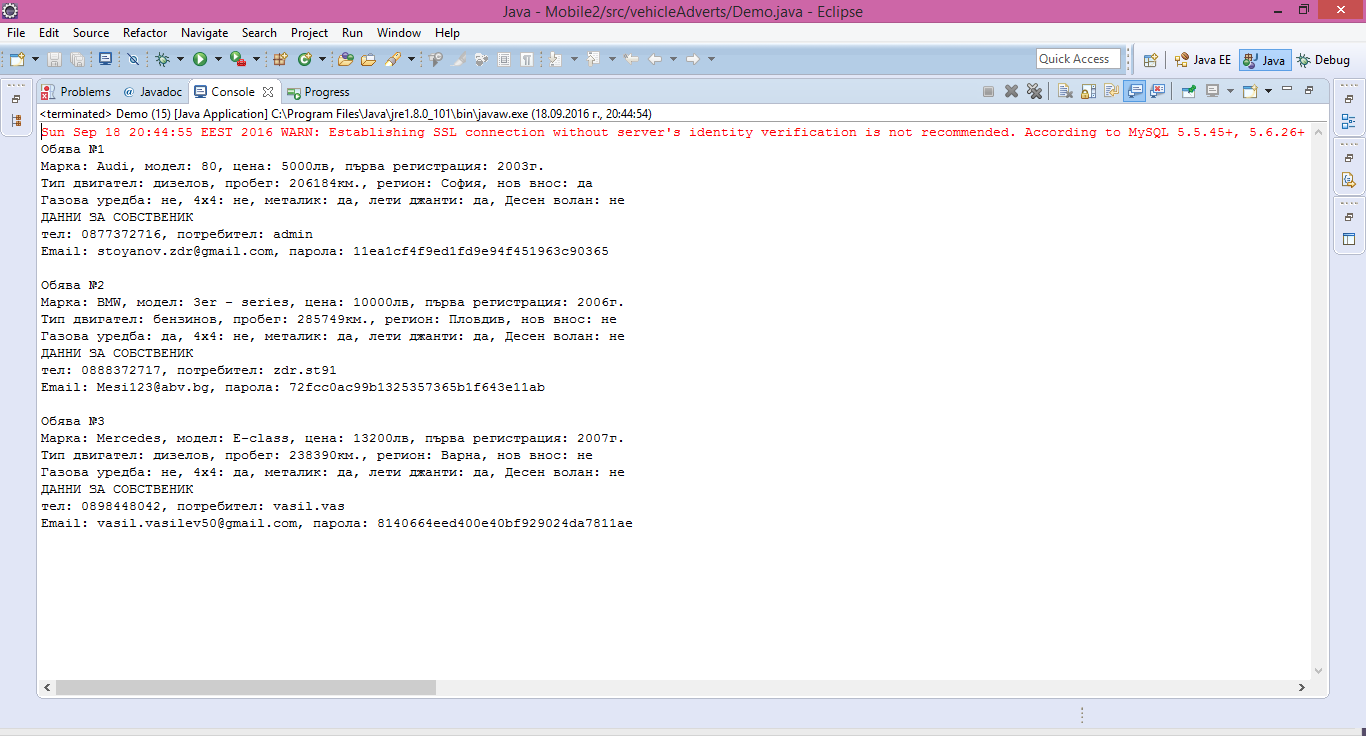 Java - Mobile2/src/vehicleAdverts/Demo.java - Eclipse
File Edit Source Refactor Navigate Search Project Run Window Help
Quick Access Java EE Java Debug
Problems @ Javadoc Console Progress
<terminated> Demo (15) [Java Application] C:\Program Files\Java\jre1.8.0_101\bin\javaw.exe (18.09.2016 г., 20:44:54)
Sun Sep 18 20:44:55 EEST 2016 WARN: Establishing SSL connection without server's identity verification is not recommended. According to MySQL 5.5.45+, 5.6.26+
Обява №1
Марка: Audi, модел: 80, цена: 5000лв, първа регистрация: 2003г.
Тип двигател: дизелов, пробег: 206184км., регион: София, нов внос: да
Газова уредба: не, 4x4: не, металик: да, лети джанти: да, Десен волан: не
ДАННИ ЗА СОБСТВЕНИК
тел: 0877372716, потребител: admin
Email: stoyanov.zdr@gmail.com, парола: 11ea1cf4f9ed1fd9e94f451963c90365
Обява №2
Марка: BMW, модел: 3er - series, цена: 10000лв, първа регистрация: 2006г.
Тип двигател: бензинов, пробег: 285749км., регион: Пловдив, нов внос: не
Газова уредба: да, 4x4: не, металик: да, лети джанти: да, Десен волан: не
ДАННИ ЗА СОБСТВЕНИК
тел: 0888372717, потребител: zdr.st91
Email: Mesi123@abv.bg, парола: 72fcc0ac99b1325357365b1f643e11ab
Обява №3
Марка: Mercedes, модел: E-class, цена: 13200лв, първа регистрация: 2007г.
Тип двигател: дизелов, пробег: 238390км., регион: Варна, нов внос: не
Газова уредба: не, 4x4: да, металик: да, лети джанти: да, Десен волан: не
ДАННИ ЗА СОБСТВЕНИК
тел: 0898448042, потребител: vasil.vas
Email: vasil.vasilev50@gmail.com, парола: 8140664eed400e40bf929024da7811ae